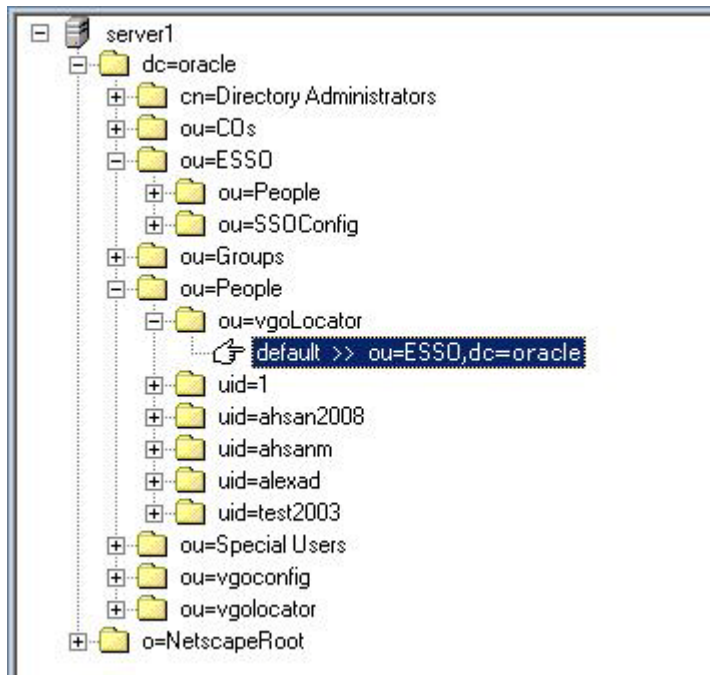 server1
dc=oracle
cn=Directory Administrators
ou=COs
ou=ESSO
ou=People
ou=SSOConfig
ou=Groups
ou=People
ou=vgoLocator
default >> ou=ESSO,dc=oracle
uid=1
uid=ahsan2008
uid=ahsanm
uid=alexad
uid=test2003
ou=Special Users
ou=vgoconfig
ou=vgolocator
o=NetscapeRoot